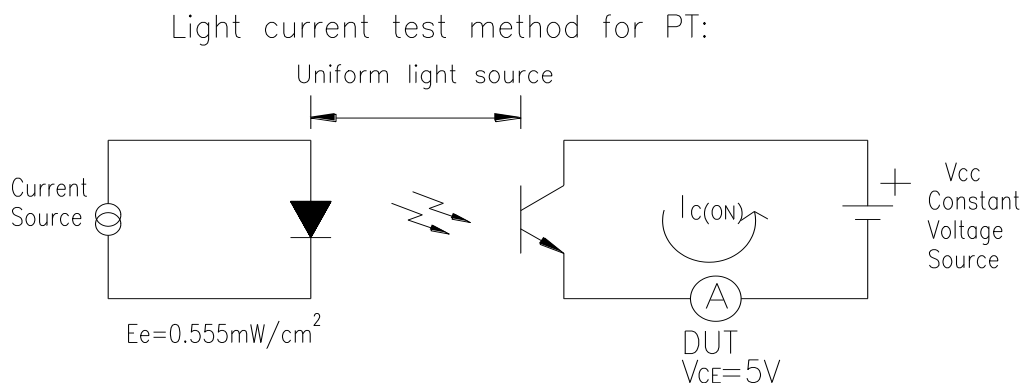 Light current test method for PT:
Uniform light source
Current
Source
Vcc
Constant
Voltage
Source
IC(ON)
A
Ee=0.555mW/cm²
DUT
VCE=5V